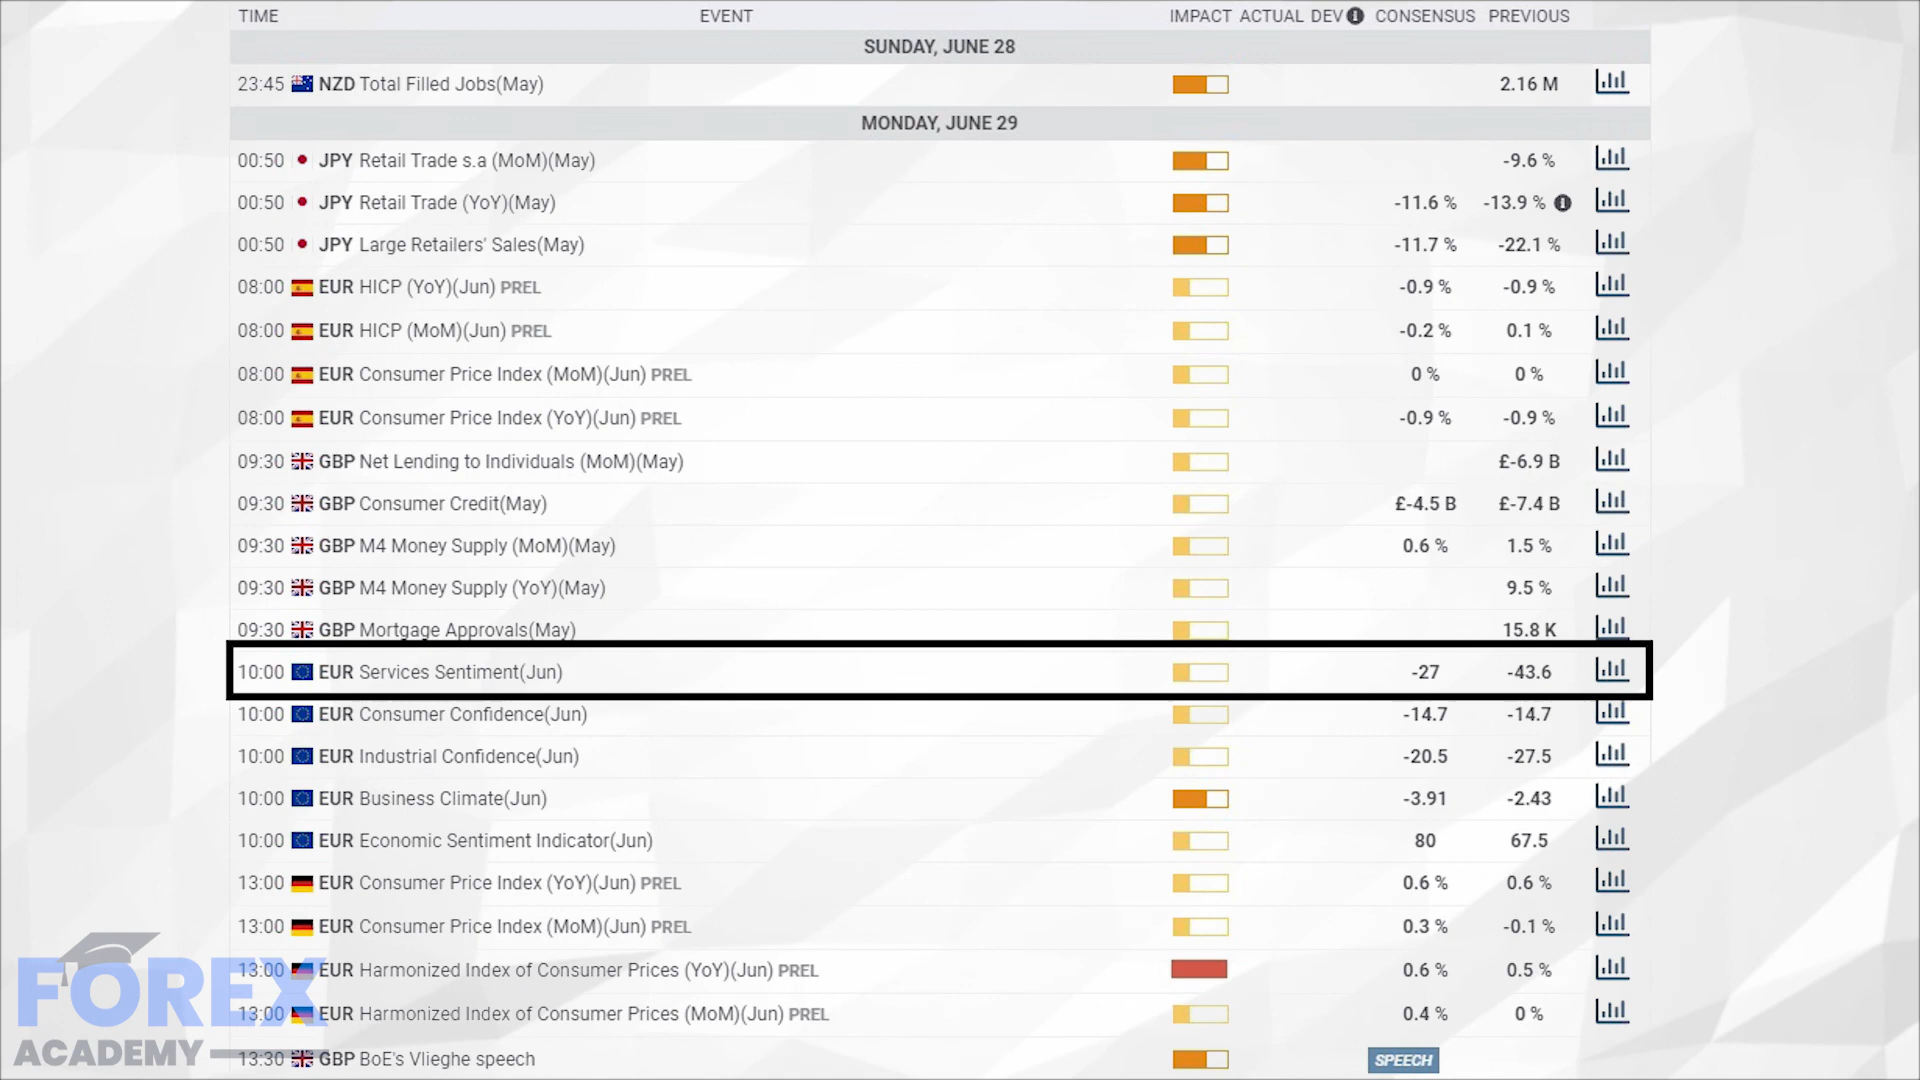 TIME EVENT IMPACT ACTUAL DEV CONSENSUS PREVIOUS
SUNDAY, JUNE 28
23:45 NZD Total Filled Jobs(May) 2.16 M
MONDAY, JUNE 29
00:50 JPY Retail Trade s.a (MoM)(May) -9.6 %
00:50 JPY Retail Trade (YoY)(May) -11.6 % -13.9 %
00:50 JPY Large Retailers' Sales(May) -11.7 % -22.1 %
08:00 EUR HICP (YoY)(Jun) PREL -0.9 % -0.9 %
08:00 EUR HICP (MoM)(Jun) PREL -0.2 % 0.1 %
08:00 EUR Consumer Price Index (MoM)(Jun) PREL 0 % 0 %
08:00 EUR Consumer Price Index (YoY)(Jun) PREL -0.9 % -0.9 %
09:30 GBP Net Lending to Individuals (MoM)(May) £-6.9 B
09:30 GBP Consumer Credit(May) £-4.5 B £-7.4 B
09:30 GBP M4 Money Supply (MoM)(May) 0.6 % 1.5 %
09:30 GBP M4 Money Supply (YoY)(May) 9.5 %
09:30 GBP Mortgage Approvals(May) 15.8 K
10:00 EUR Services Sentiment(Jun) -27 -43.6
10:00 EUR Consumer Confidence(Jun) -14.7 -14.7
10:00 EUR Industrial Confidence(Jun) -20.5 -27.5
10:00 EUR Business Climate(Jun) -3.91 -2.43
10:00 EUR Economic Sentiment Indicator(Jun) 80 67.5
13:00 EUR Consumer Price Index (YoY)(Jun) PREL 0.6 % 0.6 %
13:00 EUR Consumer Price Index (MoM)(Jun) PREL 0.3 % -0.1 %
13:00 EUR Harmonized Index of Consumer Prices (YoY)(Jun) PREL 0.6 % 0.5 %
13:00 EUR Harmonized Index of Consumer Prices (MoM)(Jun) PREL 0.4 % 0 %
13:30 GBP BoE's Vlieghe speech SPEECH
FOREX
ACADEMY